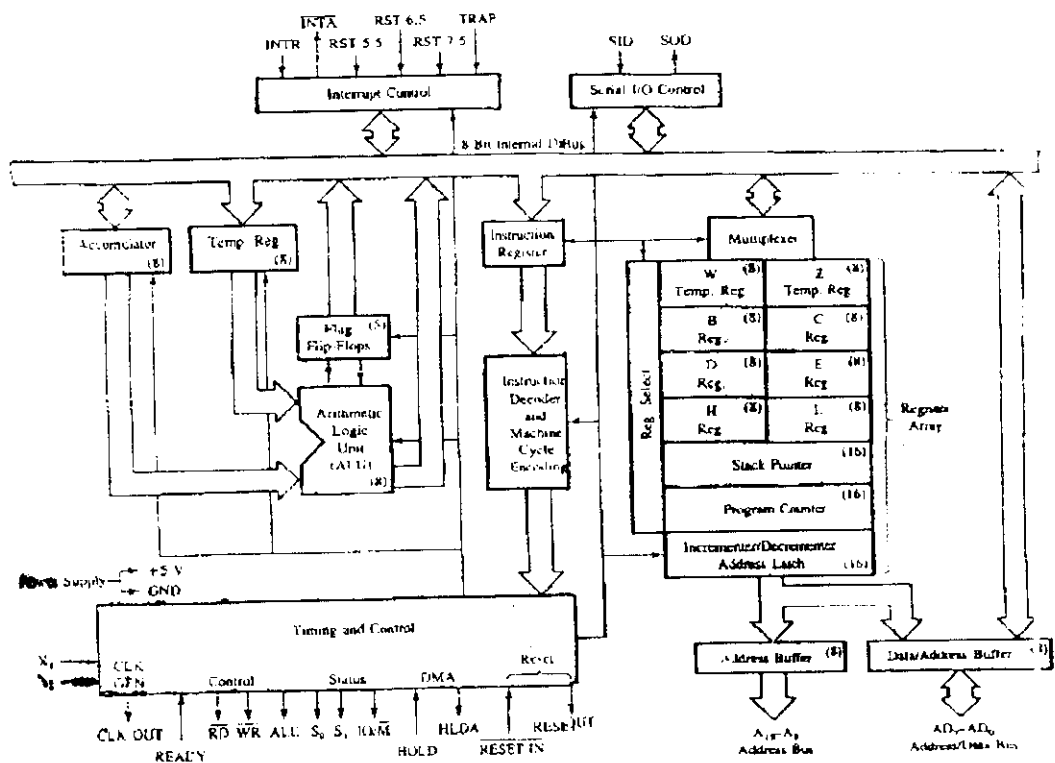 INTA RST 6.5 TRAP
INTR RST 5.5 RST 7.5
SID SOD
Interrupt Control
Serial I/O Control
8-Bit Internal
Accumulator
(8)
Temp. Reg
(8)
Instruction
Register
Multiplexer
W (8)
Temp. Reg
Z (8)
Temp. Reg
(5)
Flag
Flip-Flops
B (8)
Reg.
C (8)
Reg
D (8)
Reg.
E (8)
Reg
H (8)
Reg
L (8)
Reg
Reg Select
Register
Array
Arithmetic
Logic
Unit
(ALU)
(8)
Instruction
Decoder
and
Machine
Cycle
Encoding
Stack Pointer (16)
Program Counter (16)
Incrementer/Decrementer
Address Latch (16)
Power Supply
+5 V
GND
Timing and Control
X₁
CLK
GEN
Control
Status
DMA
Reset
Address Buffer (8)
Data/Address Buffer
CLK OUT
READY
RD WR S₀ S₁ IO/M
HOLD
HLDA
RESET IN
A₁₅–A₈
Address Bus
AD₇–AD₀
Address/Data Bus